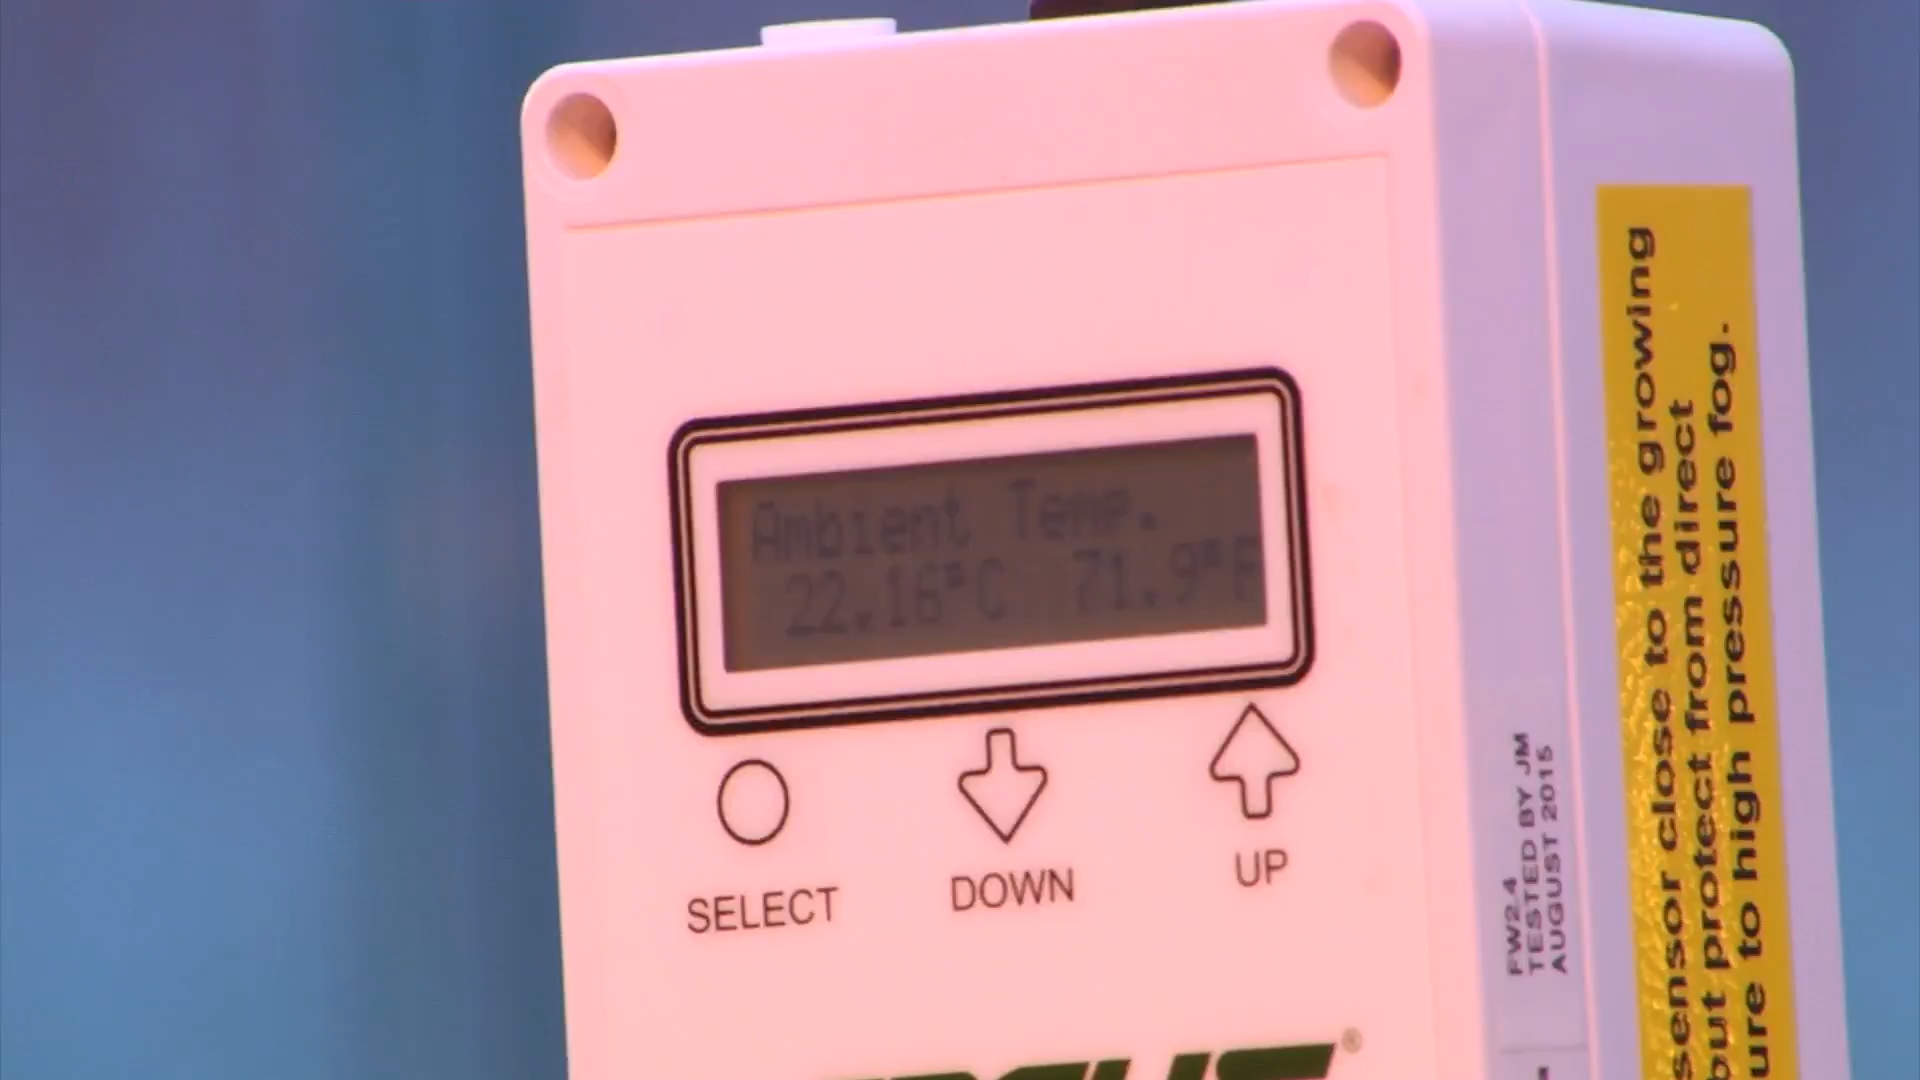 Ambient Temp.
22.16°C 71.9°F
SELECT
DOWN
UP
FW2.4
TESTED BY JM
AUGUST 2015
sensor close to the growing
but protect from direct
ure to high pressure fog.